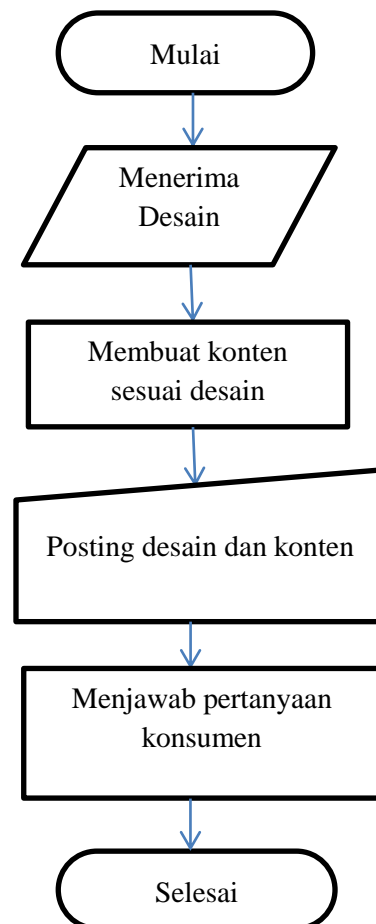 Mulai
Menerima
Desain
Membuat konten
sesuai desain
Posting desain dan konten
Menjawab pertanyaan
konsumen
Selesai